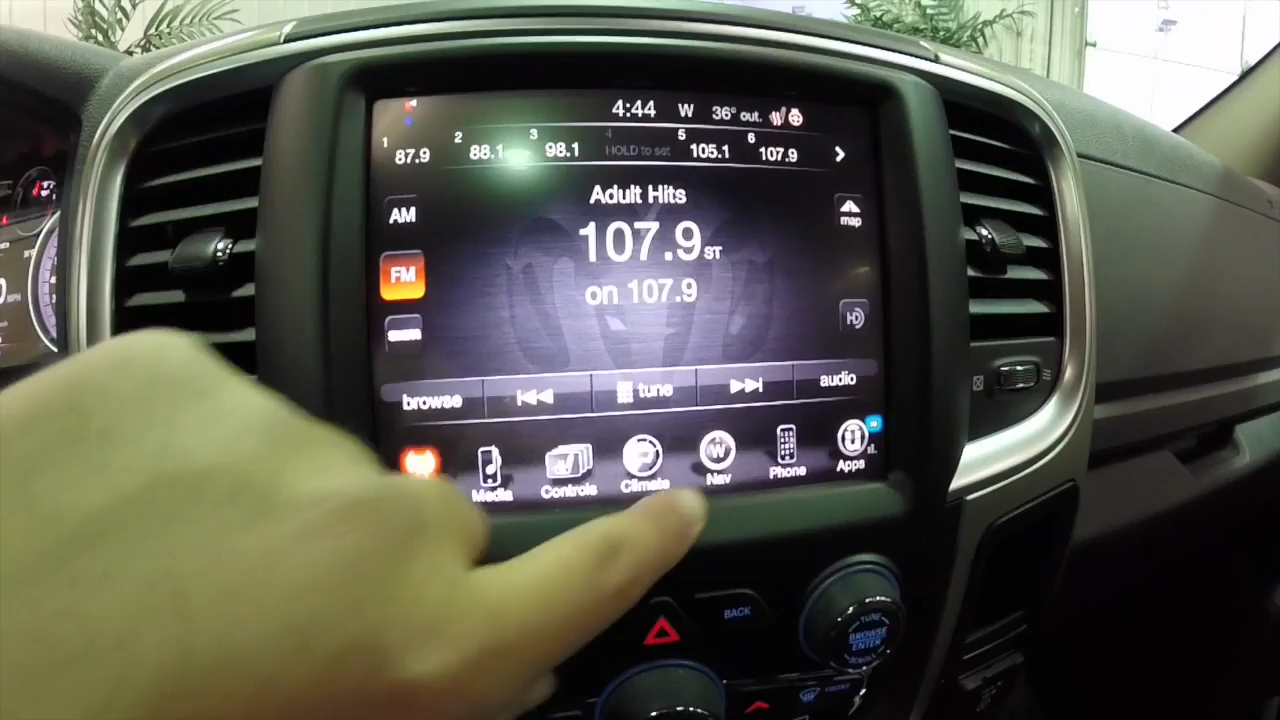 4:44 W 36° out.
1 87.9 2 88.1 3 98.1 4 HOLD to set 5 105.1 6 107.9
Adult Hits
AM
map
107.9 ST
FM
on 107.9
HD
browse tune audio
Media Controls Climate Nav Phone Apps
W
MPH
BACK
TUNE
BROWSE
ENTER
FRONT